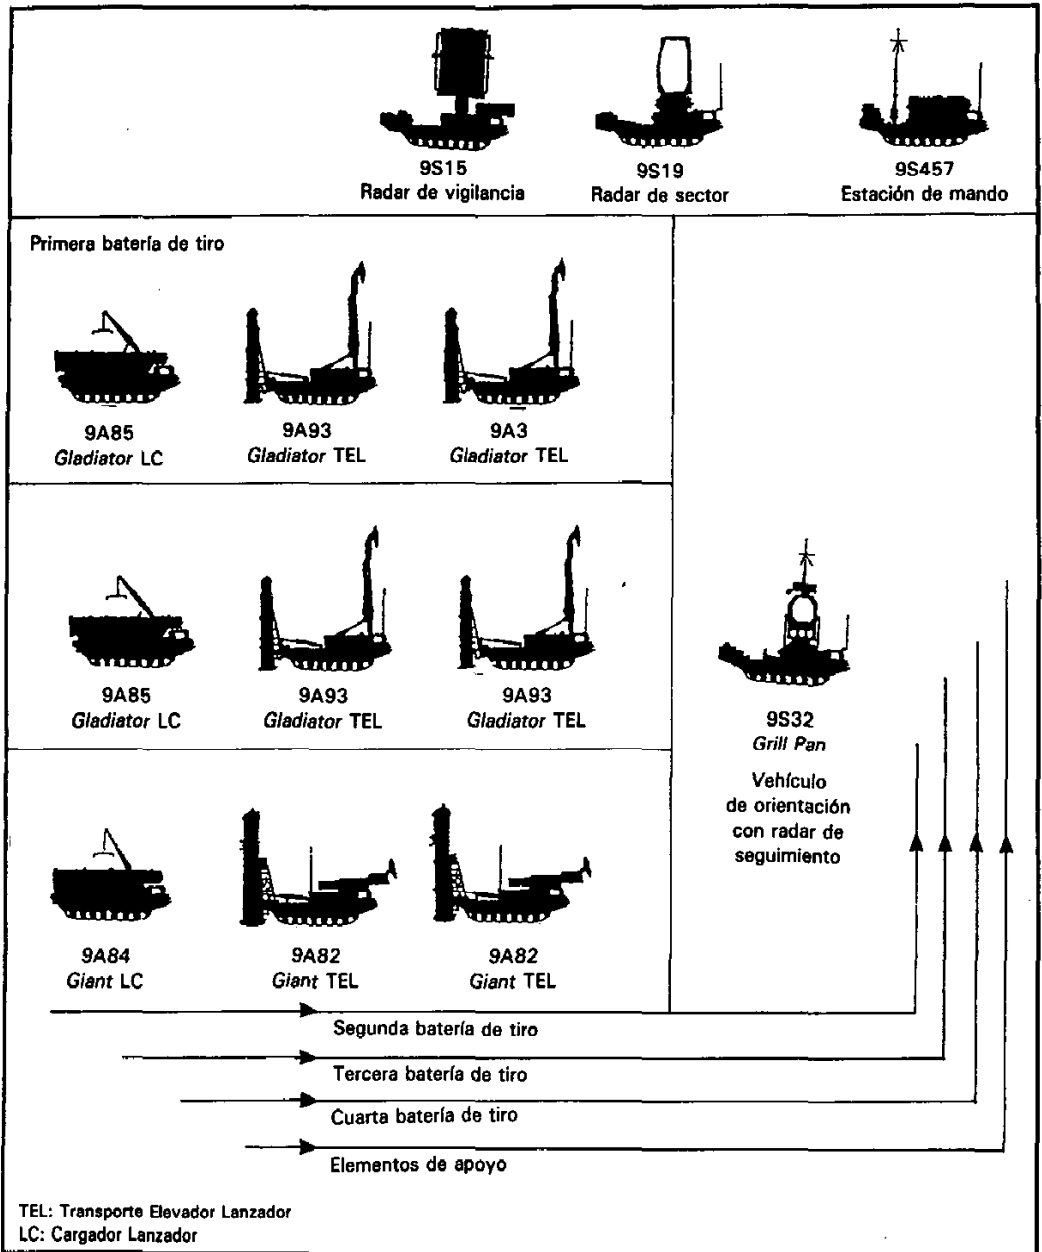 9S15
Radar de vigilancia
9S19
Radar de sector
9S457
Estación de mando
Primera batería de tiro
9A85
Gladiator LC
9A93
Gladiator TEL
9A3
Gladiator TEL
9A85
Gladiator LC
9A93
Gladiator TEL
9A93
Gladiator TEL
9S32
Grill Pan
Vehículo
de orientación
con radar de
seguimiento
9A84
Giant LC
9A82
Giant TEL
9A82
Giant TEL
Segunda batería de tiro
Tercera batería de tiro
Cuarta batería de tiro
Elementos de apoyo
TEL: Transporte Elevador Lanzador
LC: Cargador Lanzador